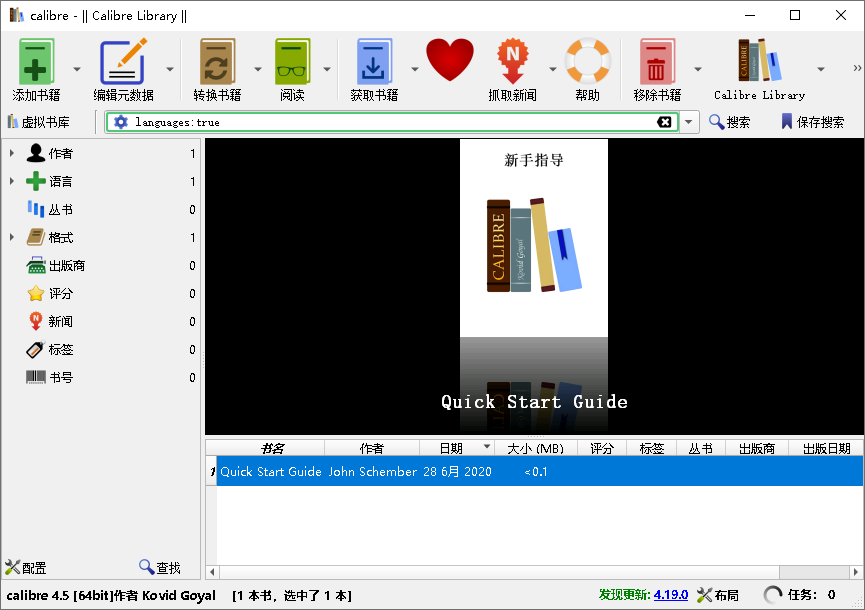 calibre - || Calibre Library ||
添加书籍 编辑元数据 转换书籍 阅读 获取书籍 抓取新闻 帮助 移除书籍 Calibre Library
虚拟书库 languages:true 搜索 保存搜索
作者 1
语言 1
丛书 0
格式 1
出版商 0
评分 0
新闻 0
标签 0
书号 0
新手指导
CALIBRE
Kovid Goyal
Quick Start Guide
书名 作者 日期 大小 (MB) 评分 标签 丛书 出版商 出版日期
1 Quick Start Guide John Schember 28 6月 2020 <0.1
配置 查找
calibre 4.5 [64bit]作者 Kovid Goyal [1 本书，选中了 1 本] 发现更新: 4.19.0 布局 任务： 0